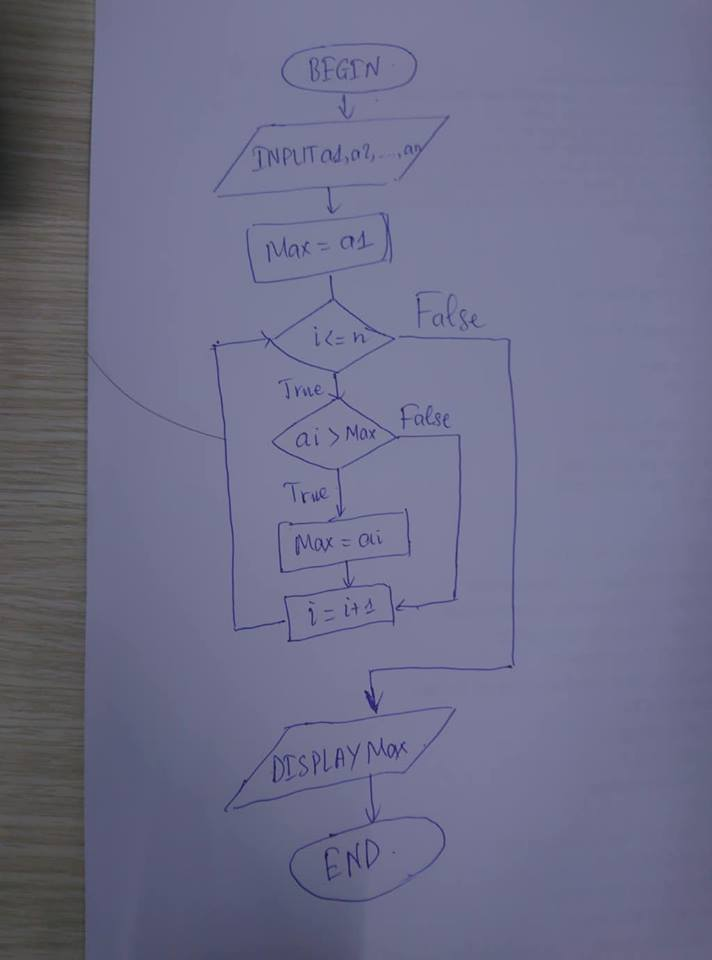 BEGIN.
INPUT a1, a2, ..., an
Max = a1
i <= n
False
True
ai > Max
False
True
Max = ai
i = i+1
DISPLAY Max
END.